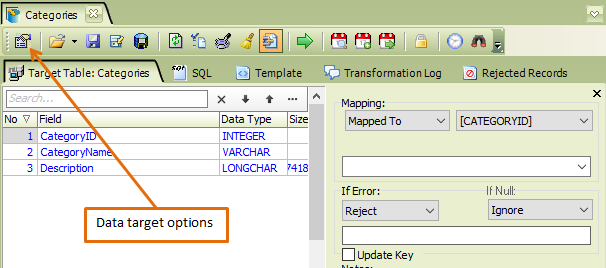 Categories
Target Table: Categories
SQL
Template
Transformation Log
Rejected Records
Search...
No Field Data Type Size
1 CategoryID INTEGER
2 CategoryName VARCHAR
3 Description LONGCHAR 7418
Data target options
Mapping:
Mapped To
[CATEGORYID]
If Error:
If Null:
Reject
Ignore
Update Key
Notes: